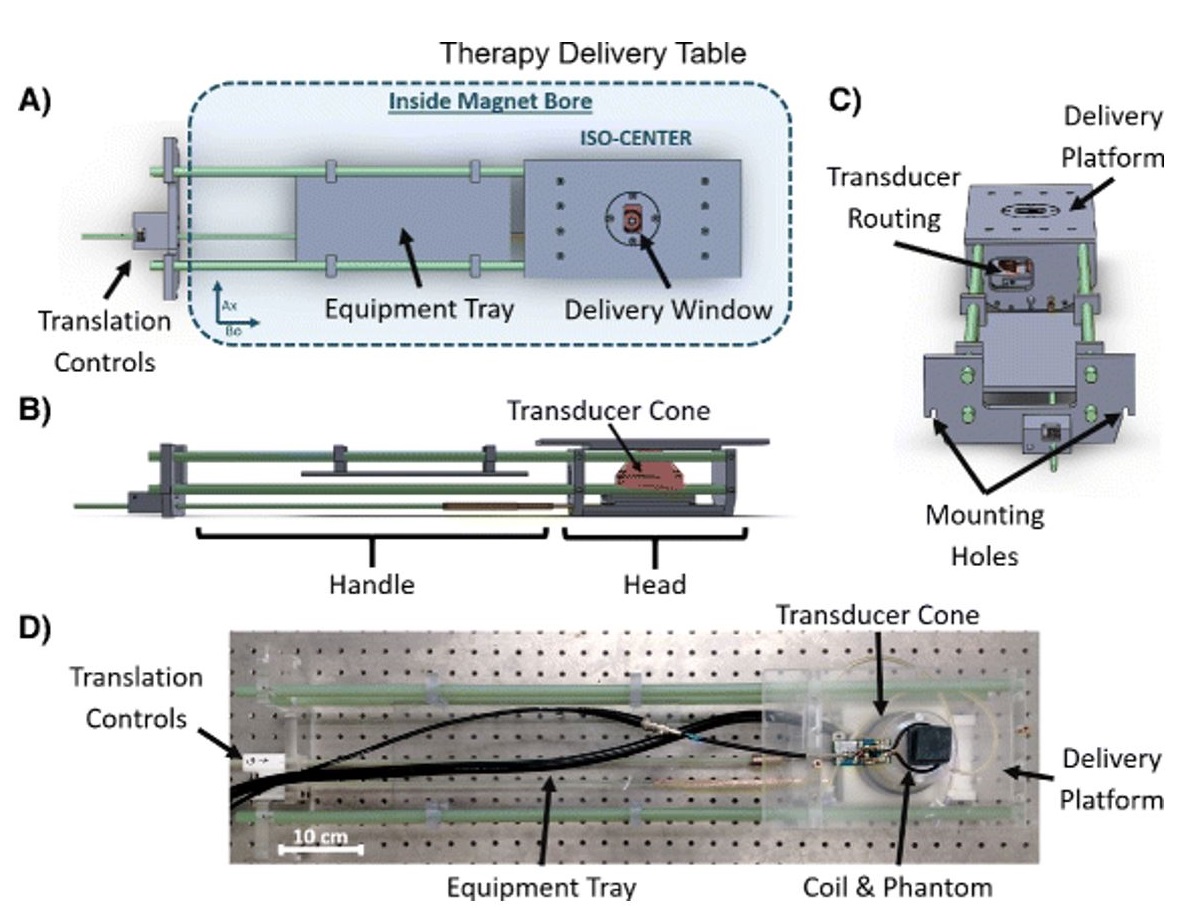 Therapy Delivery Table
A)
Inside Magnet Bore
ISO-CENTER
Translation
Controls
Ax
Bo
Equipment Tray
Delivery Window
C)
Delivery
Platform
Transducer
Routing
Mounting
Holes
B)
Transducer Cone
Handle
Head
D)
Transducer Cone
Translation
Controls
Delivery
Platform
10 cm
Equipment Tray
Coil & Phantom